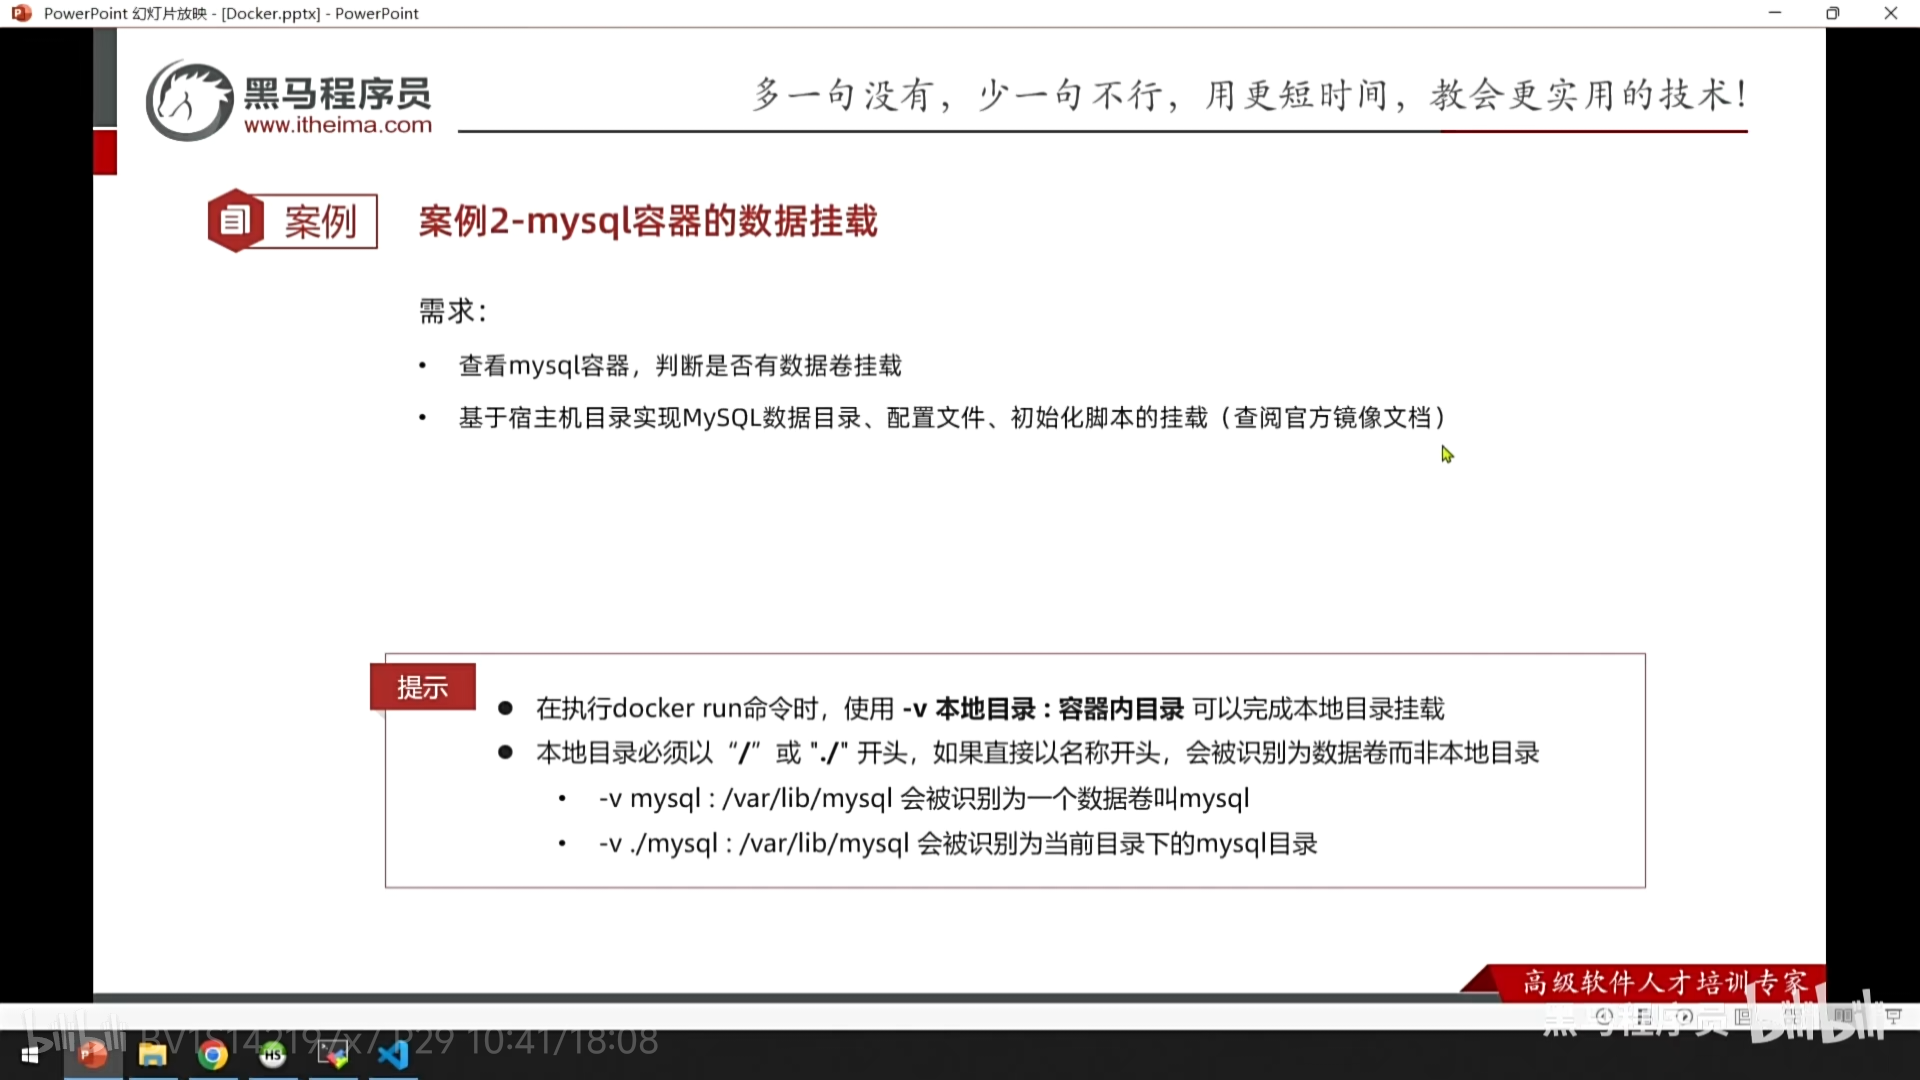 PowerPoint 幻灯片放映 - [Docker.pptx] - PowerPoint
黑马程序员
www.itheima.com
多一句没有，少一句不行，用更短时间，教会更实用的技术！
案例
案例2-mysql容器的数据挂载
需求：
• 查看mysql容器，判断是否有数据卷挂载
• 基于宿主机目录实现MySQL数据目录、配置文件、初始化脚本的挂载（查阅官方镜像文档）
提示
● 在执行docker run命令时，使用 -v 本地目录 : 容器内目录 可以完成本地目录挂载
● 本地目录必须以“/”或 "./" 开头，如果直接以名称开头，会被识别为数据卷而非本地目录
• -v mysql : /var/lib/mysql 会被识别为一个数据卷叫mysql
• -v ./mysql : /var/lib/mysql 会被识别为当前目录下的mysql目录
高级软件人才培训专家
黑马程序员 bilibili
bilibili P29 10:41/18:08
HS